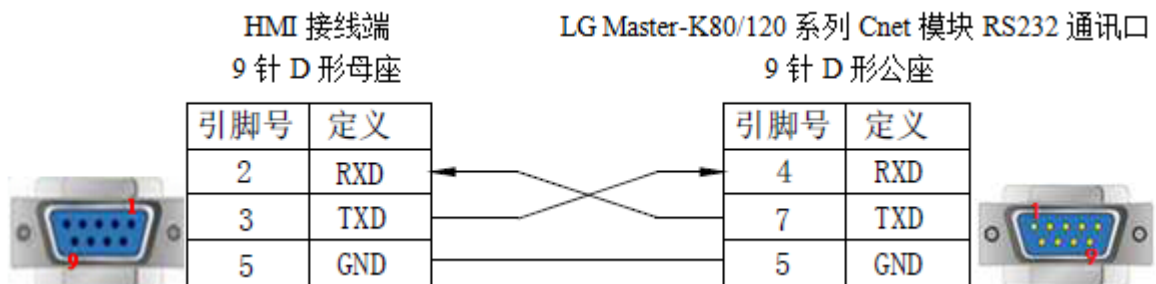 HMI 接线端
9 针 D 形母座
LG Master-K80/120 系列 Cnet 模块 RS232 通讯口
9 针 D 形公座
引脚号 定义
2 RXD
3 TXD
5 GND
引脚号 定义
4 RXD
7 TXD
5 GND
1
9
1
9